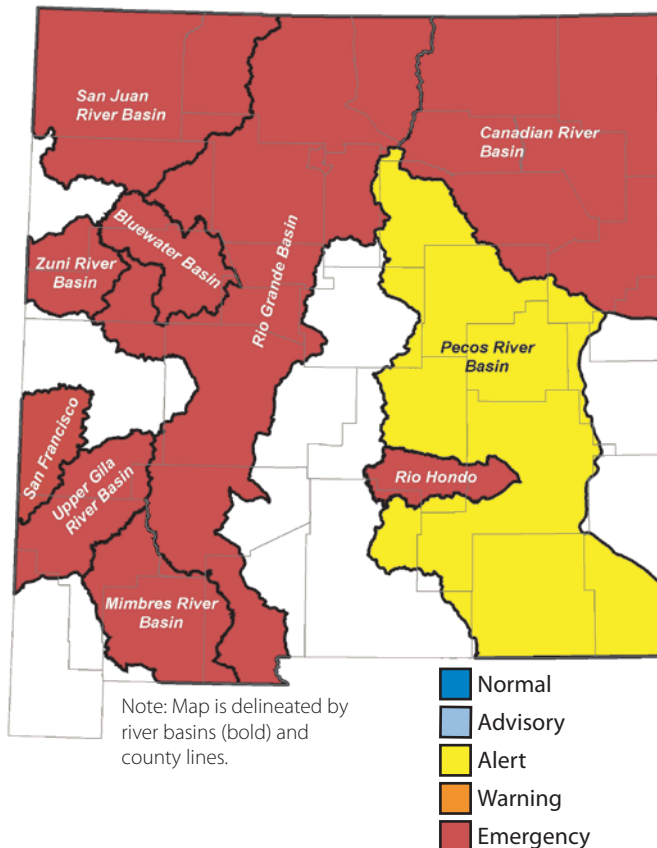 San Juan
River Basin
Canadian River
Basin
Bluewater Basin
Zuni River
Basin
Rio Grande Basin
Pecos River
Basin
San Francisco
Upper Gila
River Basin
Rio Hondo
Mimbres River
Basin
Note: Map is delineated by
river basins (bold) and
county lines.
Normal
Advisory
Alert
Warning
Emergency